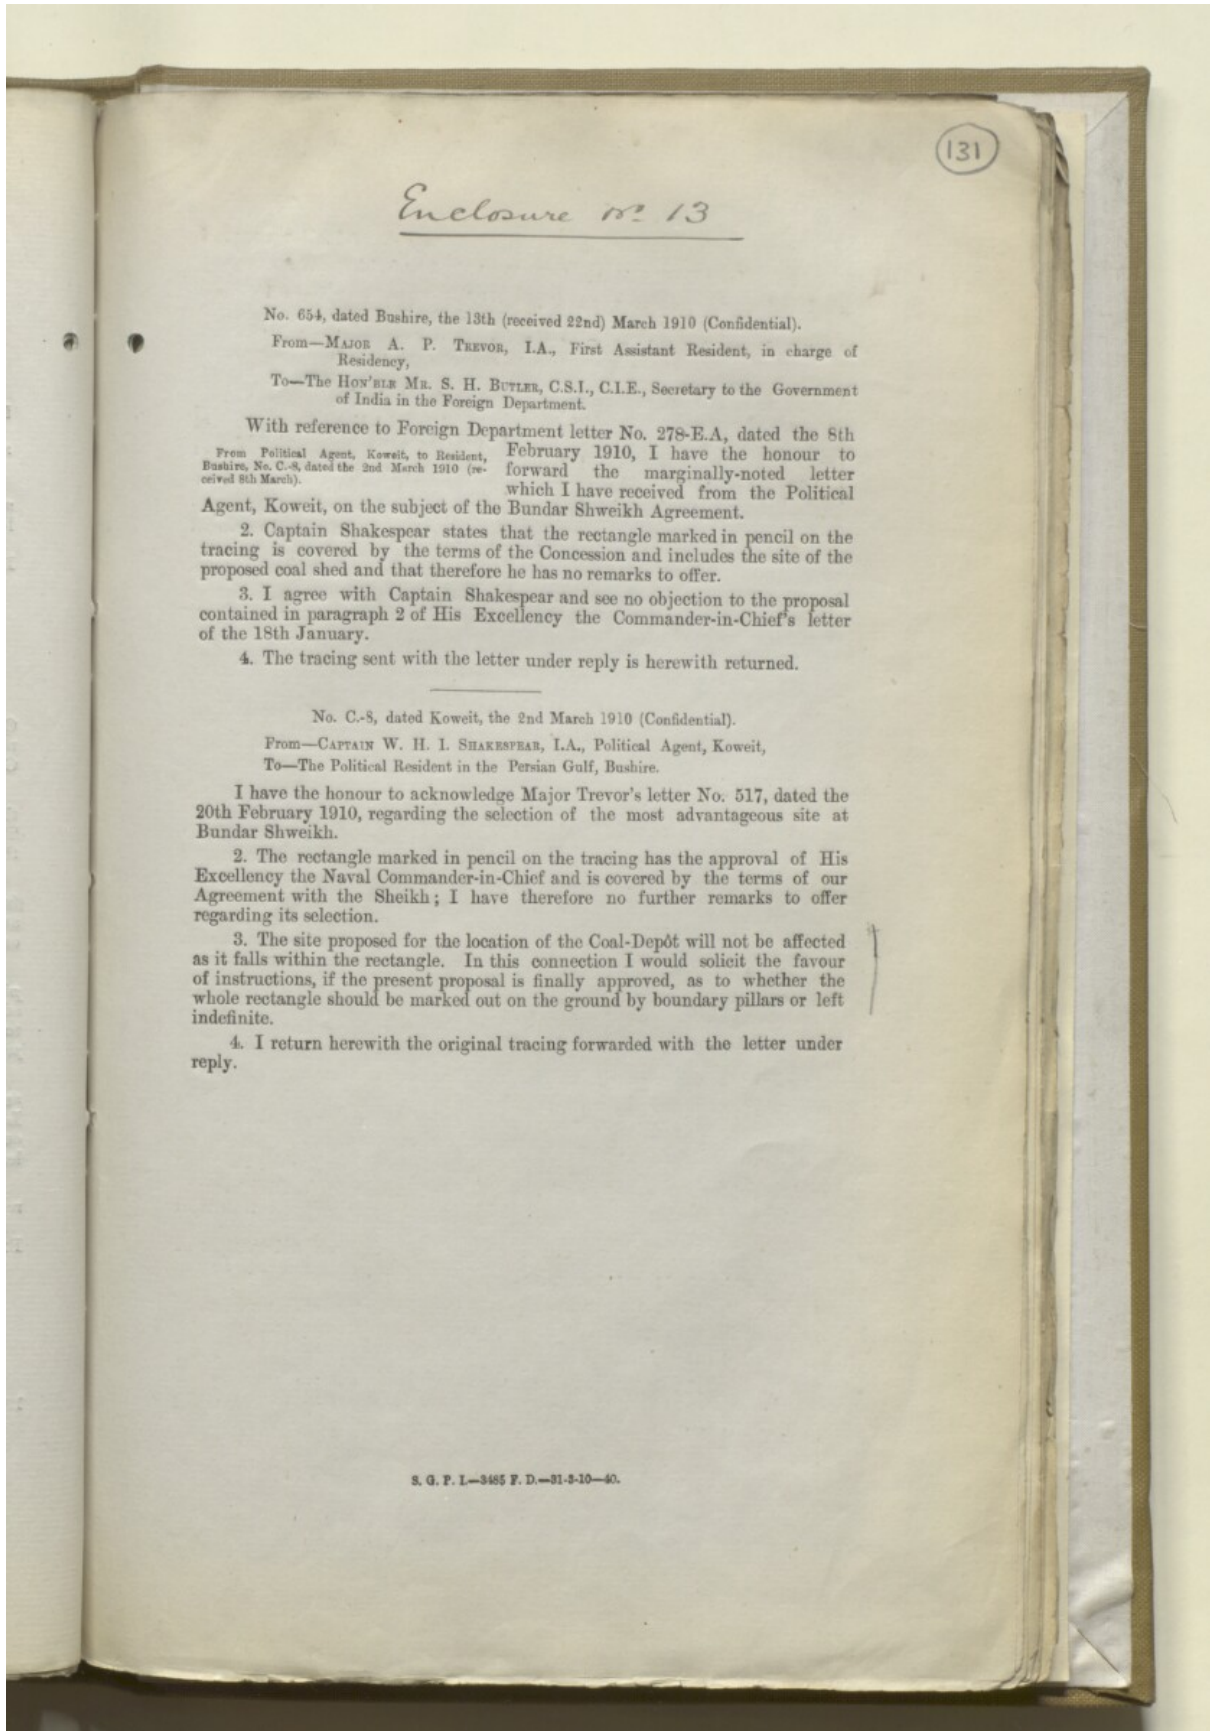 131
Enclosure No 13
No. 654, dated Bushire, the 13th (received 22nd) March 1910 (Confidential).
From—MAJOR A. P. TREVOR, I.A., First Assistant Resident, in charge of
Residency,
To—The HON'BLE MR. S. H. BUTLER, C.S.I., C.I.E., Secretary to the Government
of India in the Foreign Department.
With reference to Foreign Department letter No. 278-E.A, dated the 8th
From Political Agent, Koweit, to Resident,
Bushire, No. C.-8, dated the 2nd March 1910 (re-
ceived 8th March).
February 1910, I have the honour to
forward the marginally-noted letter
which I have received from the Political
Agent, Koweit, on the subject of the Bundar Shweikh Agreement.
2. Captain Shakespear states that the rectangle marked in pencil on the
tracing is covered by the terms of the Concession and includes the site of the
proposed coal shed and that therefore he has no remarks to offer.
3. I agree with Captain Shakespear and see no objection to the proposal
contained in paragraph 2 of His Excellency the Commander-in-Chief's letter
of the 18th January.
4. The tracing sent with the letter under reply is herewith returned.
No. C.-8, dated Koweit, the 2nd March 1910 (Confidential).
From—CAPTAIN W. H. I. SHAKESPEAR, I.A., Political Agent, Koweit,
To—The Political Resident in the Persian Gulf, Bushire.
I have the honour to acknowledge Major Trevor's letter No. 517, dated the
20th February 1910, regarding the selection of the most advantageous site at
Bundar Shweikh.
2. The rectangle marked in pencil on the tracing has the approval of His
Excellency the Naval Commander-in-Chief and is covered by the terms of our
Agreement with the Sheikh; I have therefore no further remarks to offer
regarding its selection.
3. The site proposed for the location of the Coal-Depôt will not be affected
as it falls within the rectangle. In this connection I would solicit the favour
of instructions, if the present proposal is finally approved, as to whether the
whole rectangle should be marked out on the ground by boundary pillars or left
indefinite.
4. I return herewith the original tracing forwarded with the letter under
reply.
S. G. P. I.—3485 F. D.—31-3-10—40.